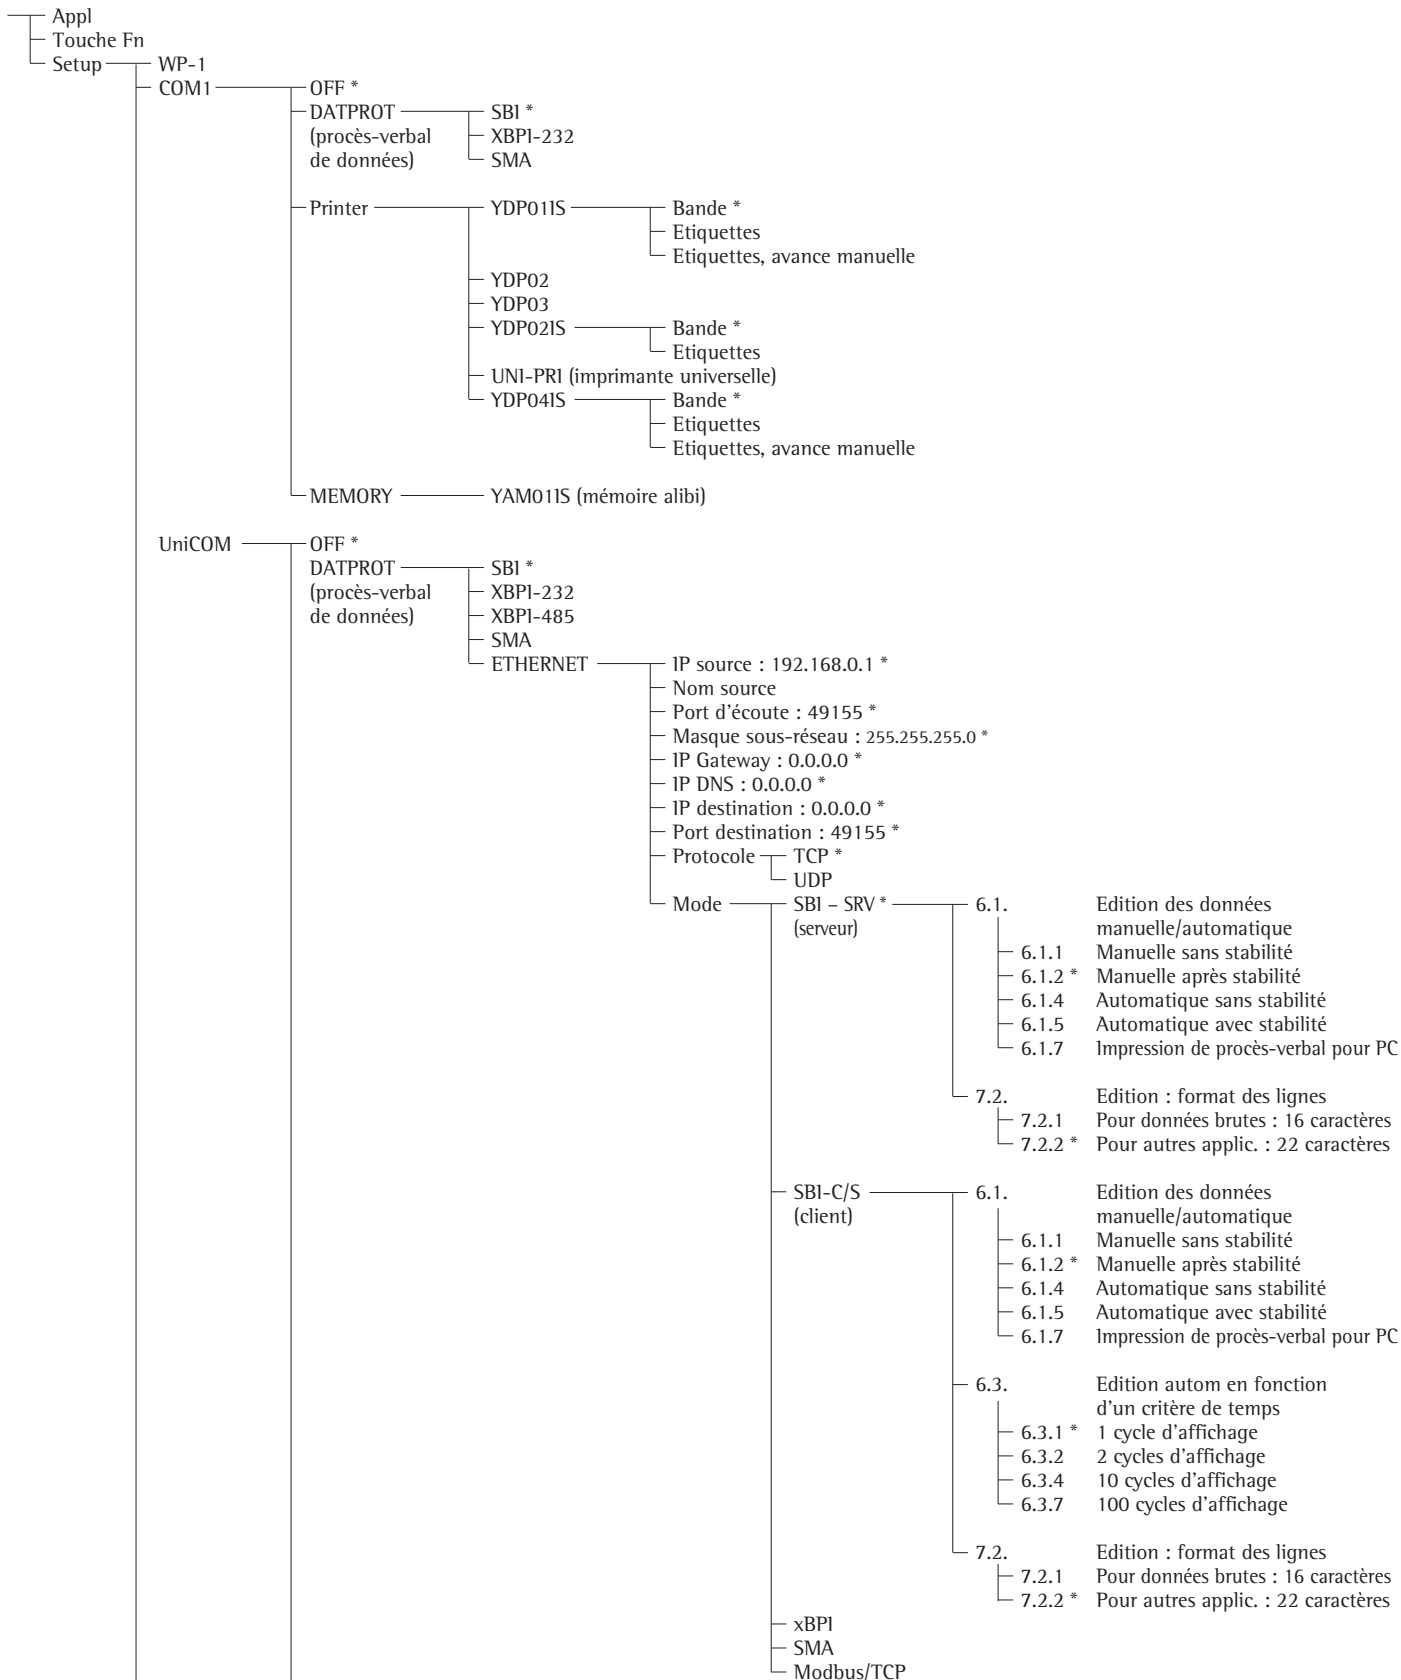 Appl
Touche Fn
Setup WP-1
COM1 OFF *
DATPROT SBI *
(procès-verbal XBPI-232
de données) SMA
Printer YDP01IS Bande *
Etiquettes
Etiquettes, avance manuelle
YDP02
YDP03
YDP02IS Bande *
Etiquettes
UNI-PRI (imprimante universelle)
YDP04IS Bande *
Etiquettes
Etiquettes, avance manuelle
MEMORY YAM01IS (mémoire alibi)
UniCOM OFF *
DATPROT SBI *
(procès-verbal XBPI-232
de données) XBPI-485
SMA
ETHERNET IP source : 192.168.0.1 *
Nom source
Port d'écoute : 49155 *
Masque sous-réseau : 255.255.255.0 *
IP Gateway : 0.0.0.0 *
IP DNS : 0.0.0.0 *
IP destination : 0.0.0.0 *
Port destination : 49155 *
Protocole TCP *
UDP
Mode SBI – SRV * 6.1. Edition des données
(serveur) manuelle/automatique
6.1.1 Manuelle sans stabilité
6.1.2 * Manuelle après stabilité
6.1.4 Automatique sans stabilité
6.1.5 Automatique avec stabilité
6.1.7 Impression de procès-verbal pour PC
7.2. Edition : format des lignes
7.2.1 Pour données brutes : 16 caractères
7.2.2 * Pour autres applic. : 22 caractères
SBI-C/S 6.1. Edition des données
(client) manuelle/automatique
6.1.1 Manuelle sans stabilité
6.1.2 * Manuelle après stabilité
6.1.4 Automatique sans stabilité
6.1.5 Automatique avec stabilité
6.1.7 Impression de procès-verbal pour PC
6.3. Edition autom en fonction
d'un critère de temps
6.3.1 * 1 cycle d'affichage
6.3.2 2 cycles d'affichage
6.3.4 10 cycles d'affichage
6.3.7 100 cycles d'affichage
7.2. Edition : format des lignes
7.2.1 Pour données brutes : 16 caractères
7.2.2 * Pour autres applic. : 22 caractères
xBPI
SMA
Modbus/TCP